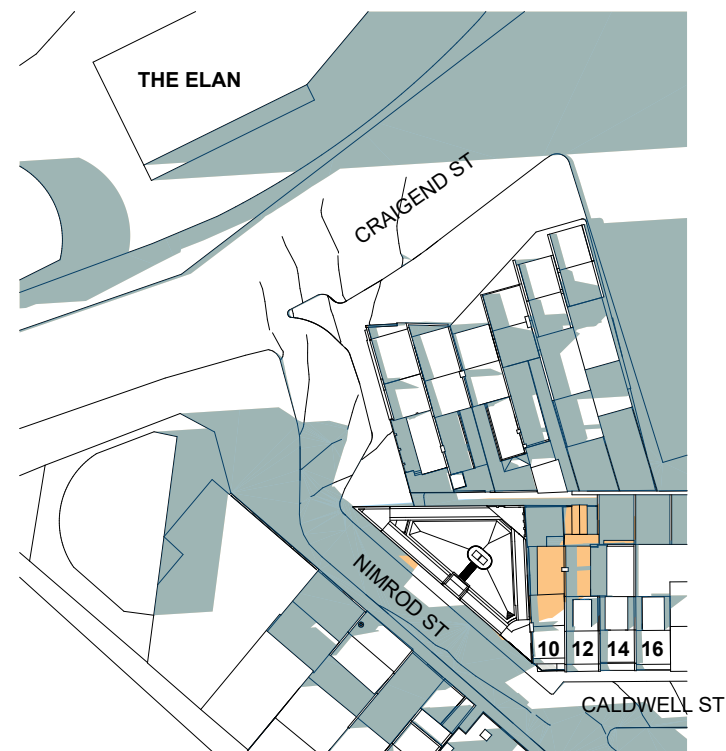 THE ELAN
CRAIGEND ST
NIMROD ST
10 12 14 16
CALDWELL ST